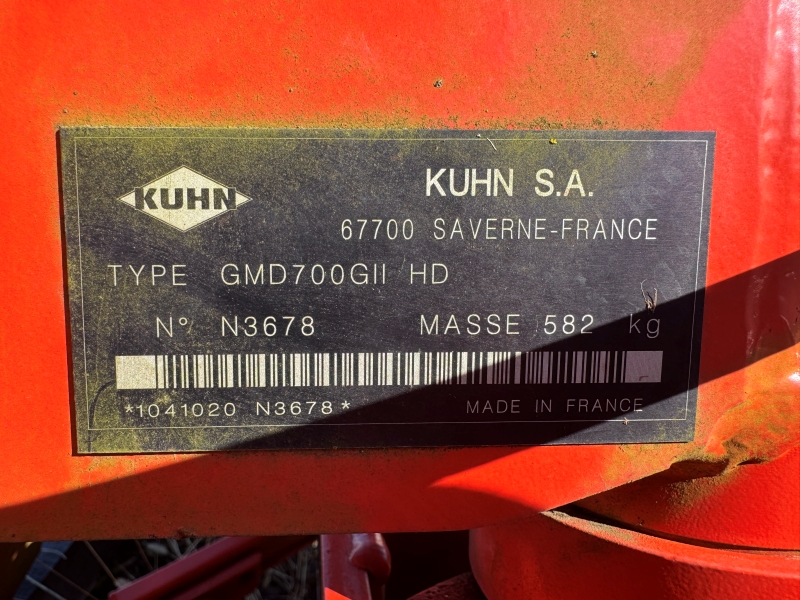 KUHN
KUHN S.A.
67700 SAVERNE-FRANCE
TYPE GMD700GII HD
N° N3678 MASSE 582 kg
*1041020 N3678*
MADE IN FRANCE